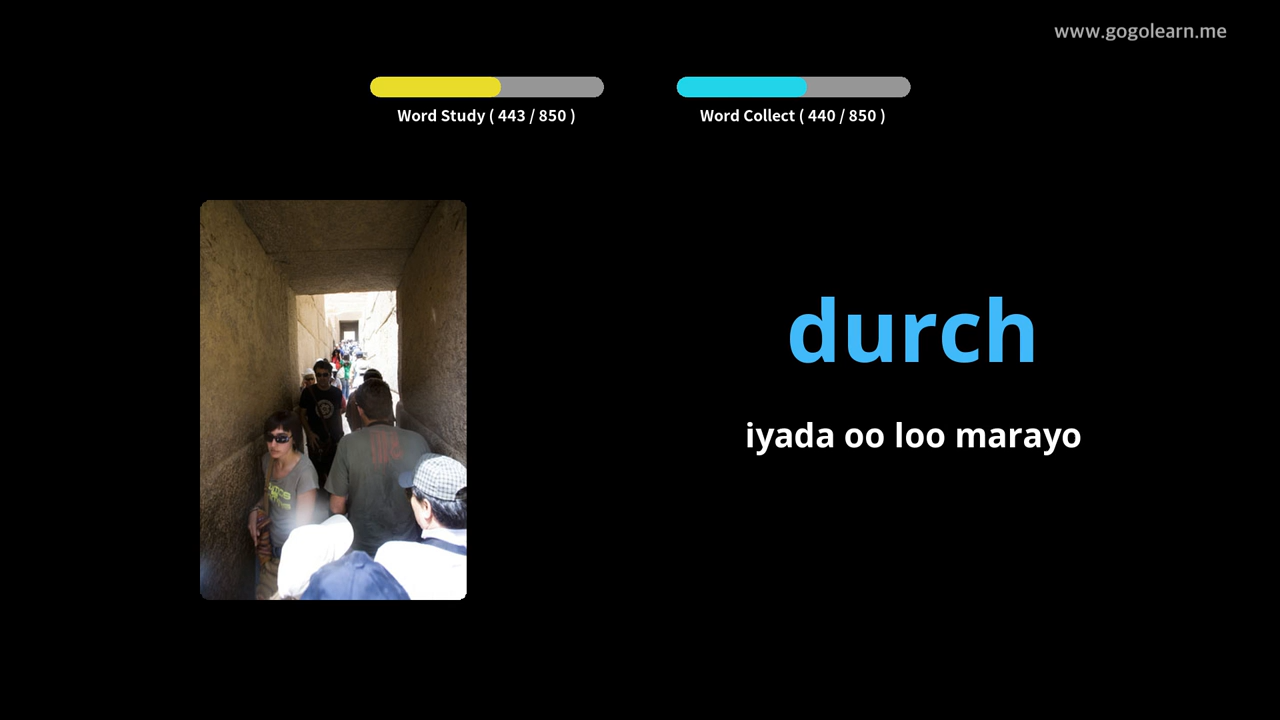 www.gogolearn.me
Word Study ( 443 / 850 )
Word Collect ( 440 / 850 )
durch
iyada oo loo marayo